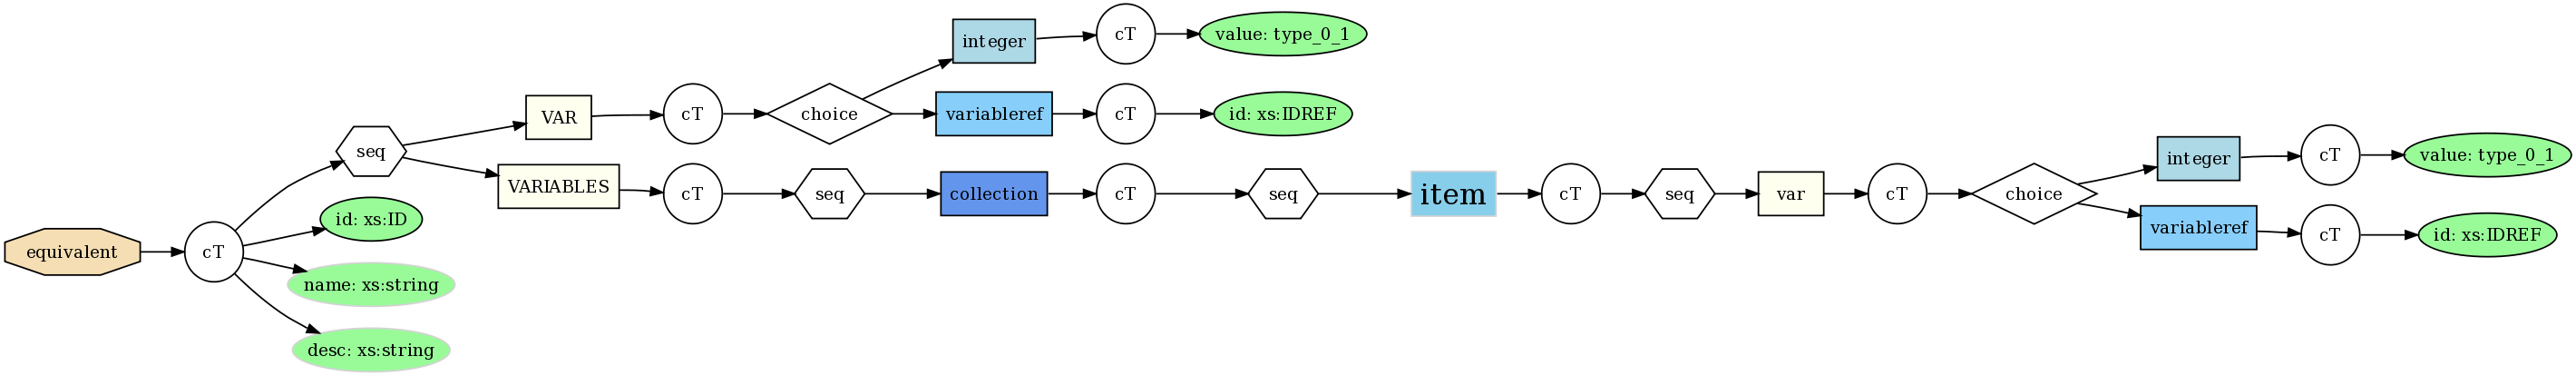 equivalent
cT
seq
id: xs:ID
name: xs:string
desc: xs:string
VAR
VARIABLES
cT
choice
integer
cT
value: type_0_1
variableref
cT
id: xs:IDREF
cT
seq
collection
cT
seq
item
cT
seq
var
cT
choice
integer
cT
value: type_0_1
variableref
cT
id: xs:IDREF